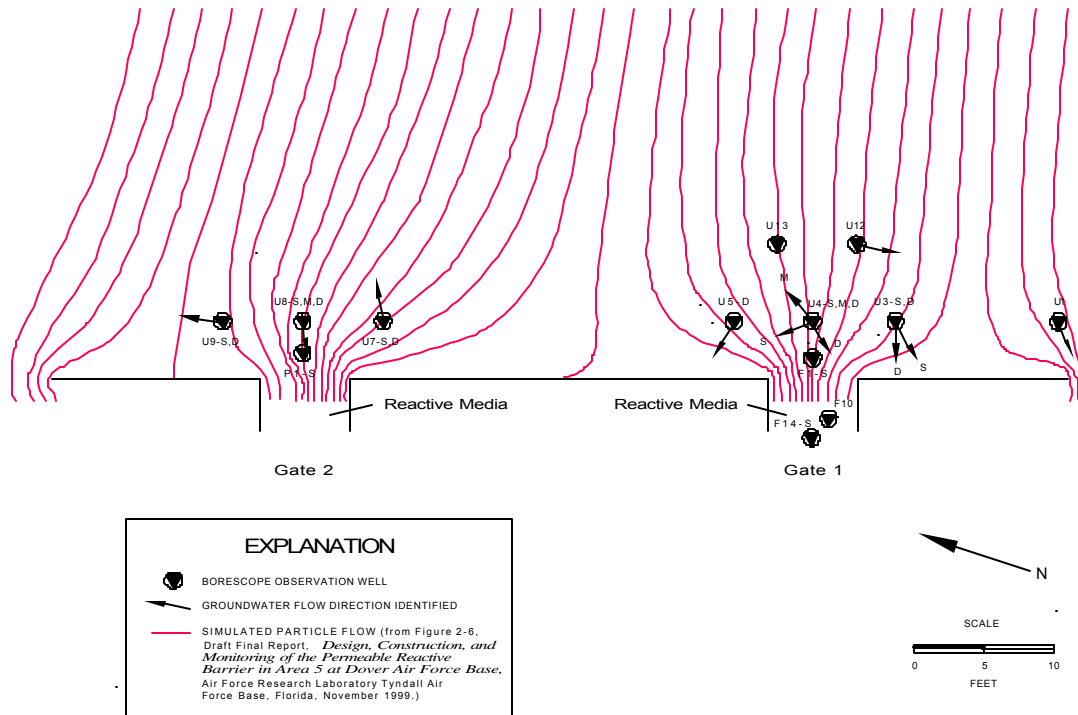 U13
U12
M
U8-S,M,D
U5-D
U4-S,M,D
U3-S,D
U1
U9-S,D
U7-S,D
S
D
P1-S
F1-S
D
S
Reactive Media
Reactive Media
F10
F14-S
Gate 2
Gate 1
EXPLANATION
BORESCOPE OBSERVATION WELL
GROUNDWATER FLOW DIRECTION IDENTIFIED
SIMULATED PARTICLE FLOW (from Figure 2-6,
Draft Final Report, Design, Construction, and
Monitoring of the Permeable Reactive
Barrier in Area 5 at Dover Air Force Base,
Air Force Research Laboratory Tyndall Air
Force Base, Florida, November 1999.)
N
SCALE
0 5 10
FEET